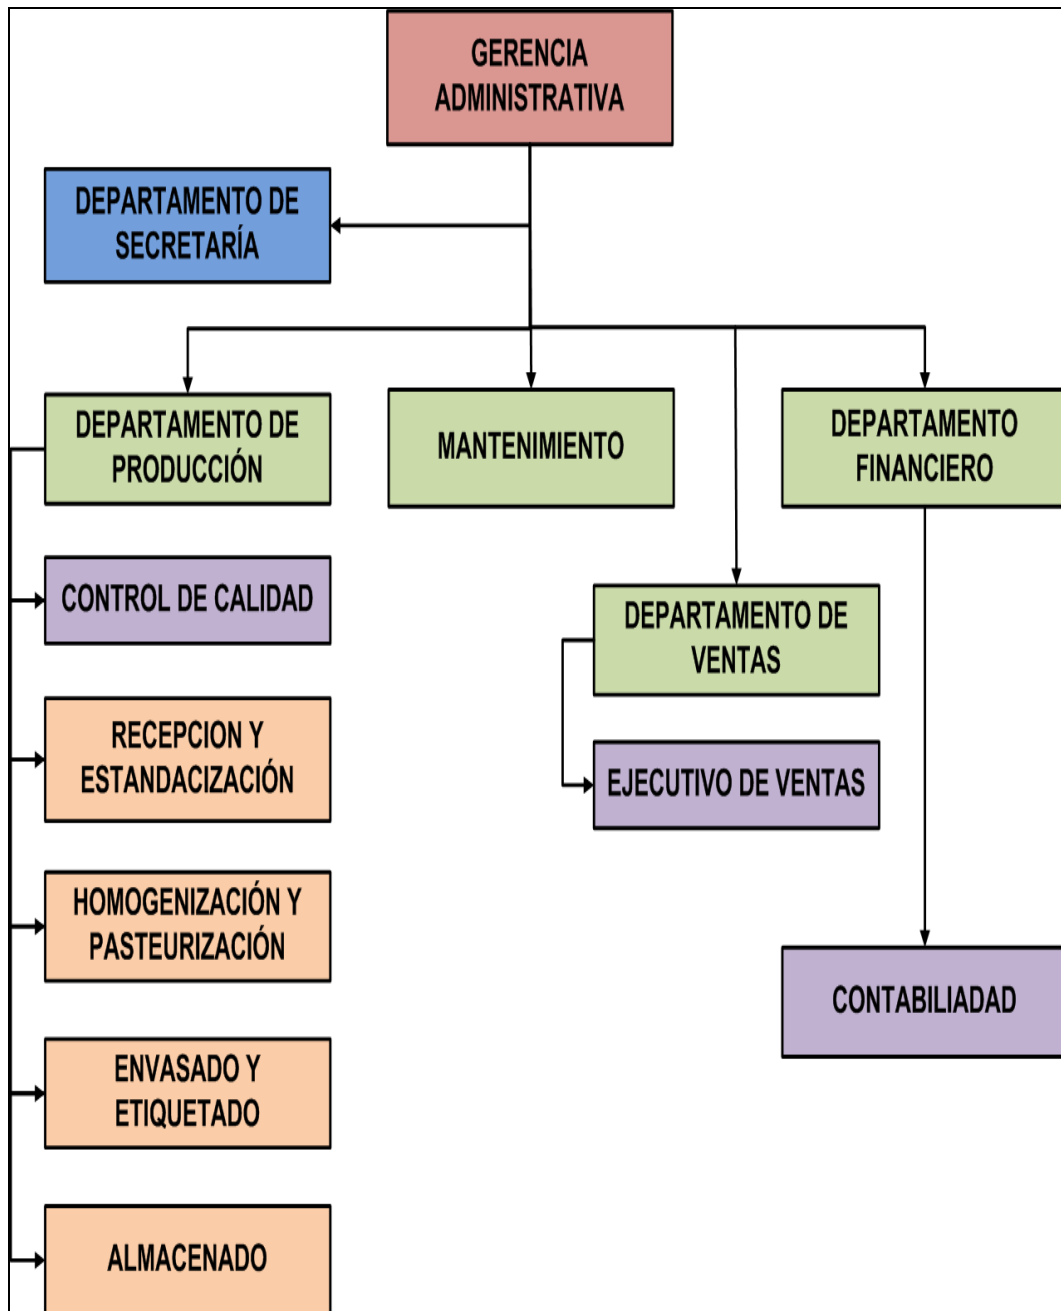 GERENCIA
ADMINISTRATIVA
DEPARTAMENTO DE
SECRETARÍA
DEPARTAMENTO DE
PRODUCCIÓN
MANTENIMIENTO
DEPARTAMENTO
FINANCIERO
CONTROL DE CALIDAD
DEPARTAMENTO DE
VENTAS
RECEPCION Y
ESTANDACIZACIÓN
EJECUTIVO DE VENTAS
HOMOGENIZACIÓN Y
PASTEURIZACIÓN
CONTABILIADAD
ENVASADO Y
ETIQUETADO
ALMACENADO